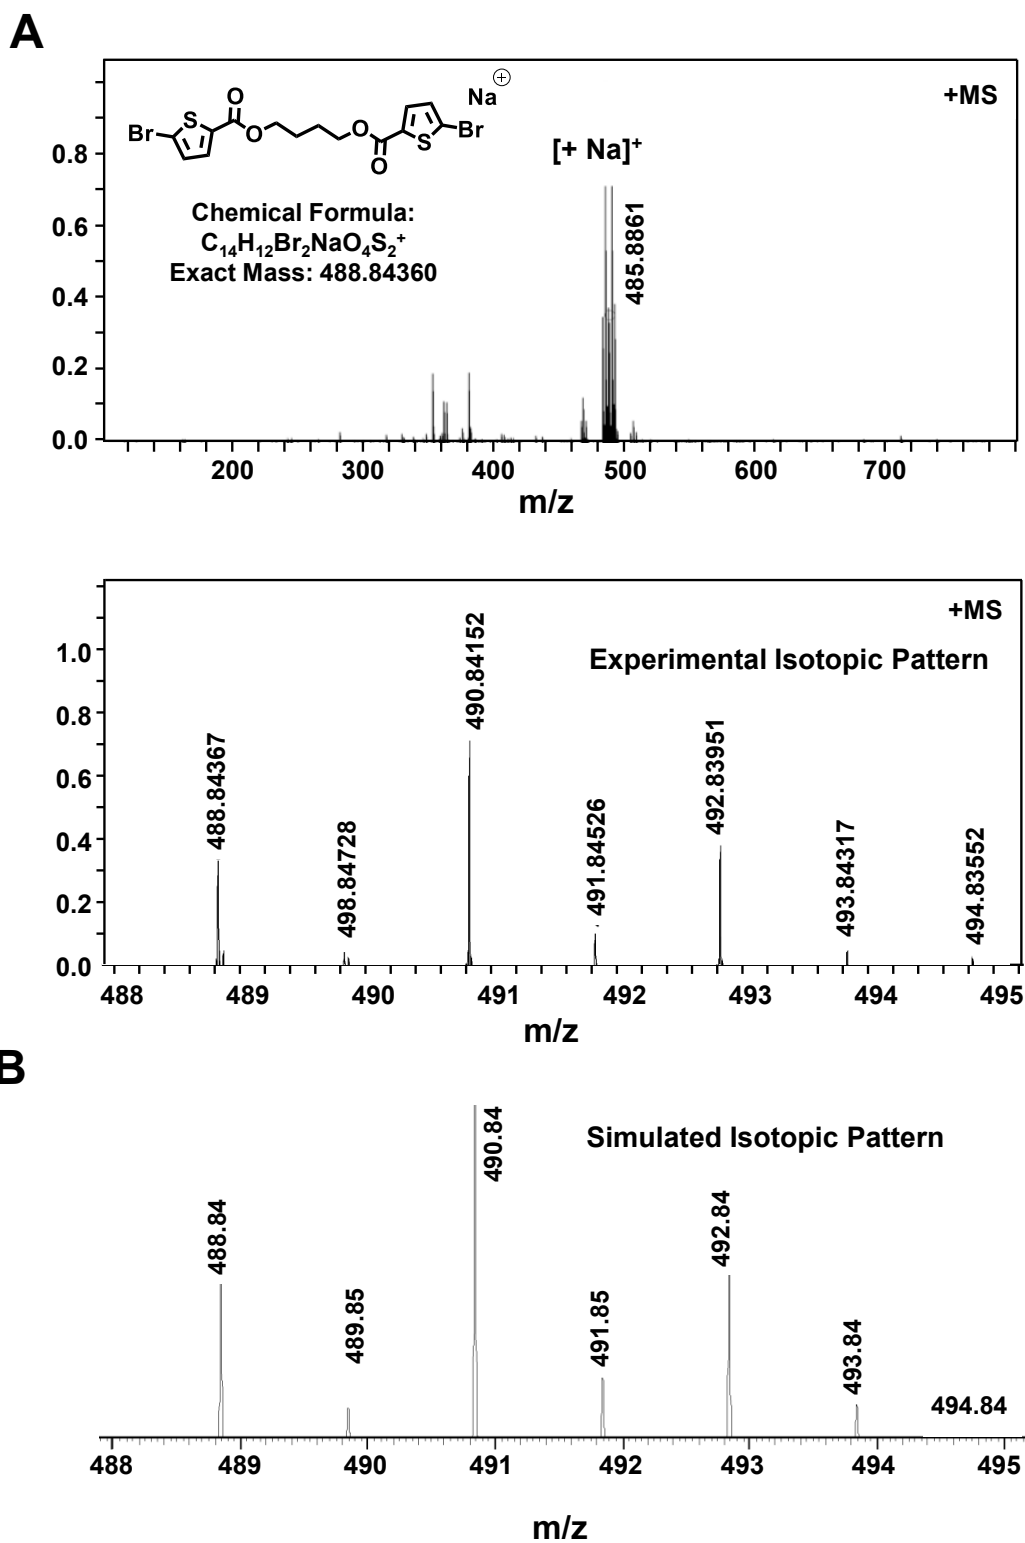 A
+MS
Na⊕
Br S O O O O S Br
[+ Na]⁺
485.8861
Chemical Formula:
C₁₄H₁₂Br₂NaO₄S₂⁺
Exact Mass: 488.84360
0.8
0.6
0.4
0.2
0.0
200 300 400 500 600 700
m/z
+MS
Experimental Isotopic Pattern
1.0
0.8
0.6
0.4
0.2
0.0
488.84367
498.84728
490.84152
491.84526
492.83951
493.84317
494.83552
488 489 490 491 492 493 494 495
m/z
B
Simulated Isotopic Pattern
488.84
489.85
490.84
491.85
492.84
493.84
494.84
488 489 490 491 492 493 494 495
m/z